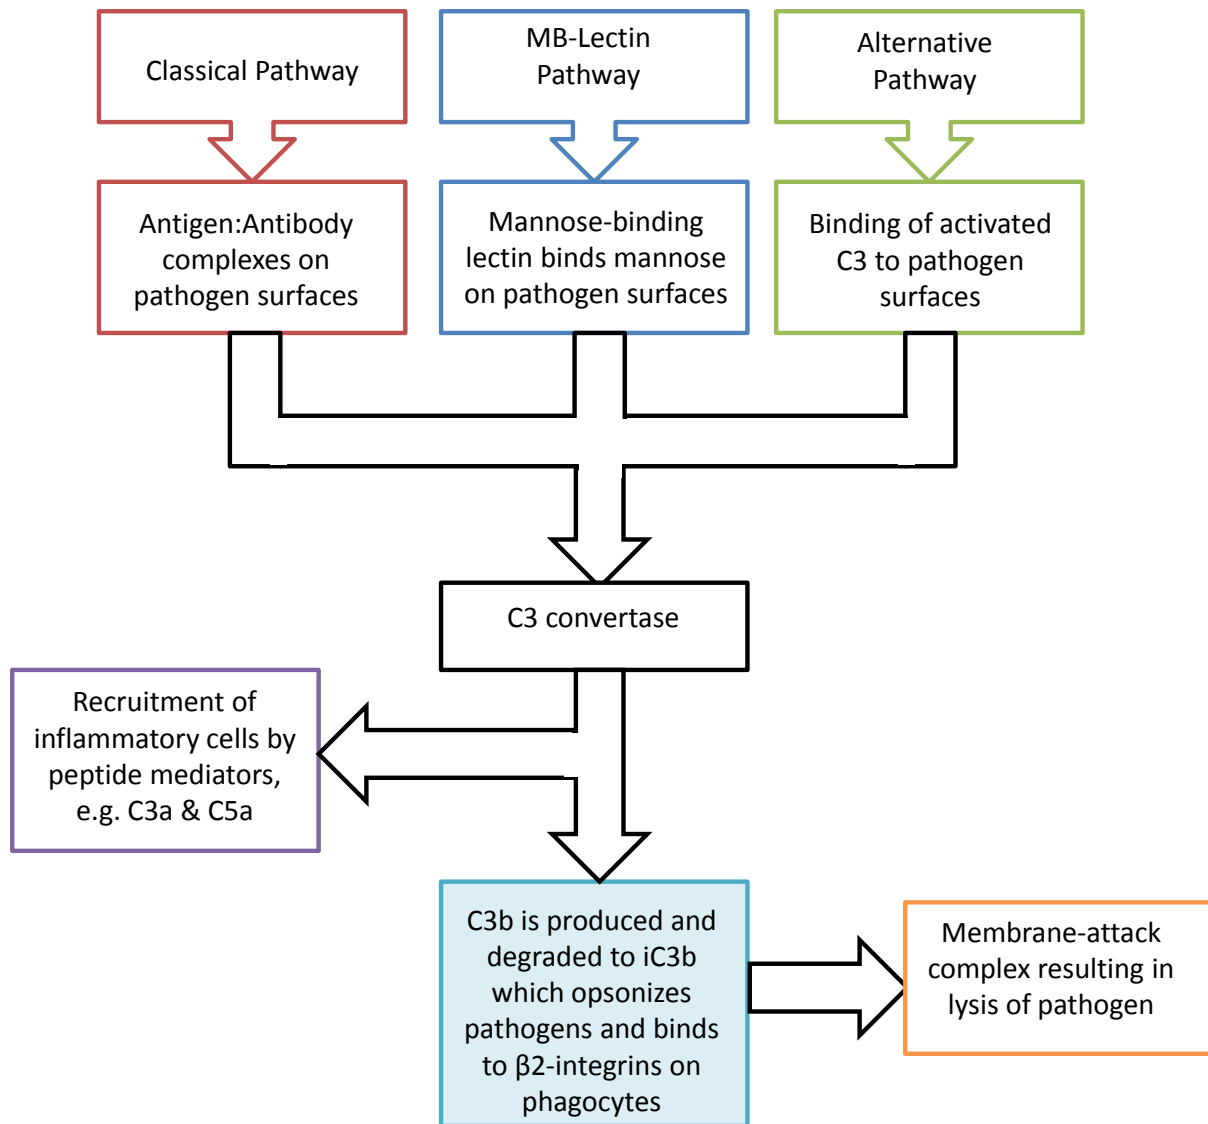 Classical Pathway
MB-Lectin
Pathway
Alternative
Pathway
Antigen:Antibody
complexes on
pathogen surfaces
Mannose-binding
lectin binds mannose
on pathogen surfaces
Binding of activated
C3 to pathogen
surfaces
C3 convertase
Recruitment of
inflammatory cells by
peptide mediators,
e.g. C3a & C5a
C3b is produced and
degraded to iC3b
which opsonizes
pathogens and binds
to β2-integrins on
phagocytes
Membrane-attack
complex resulting in
lysis of pathogen